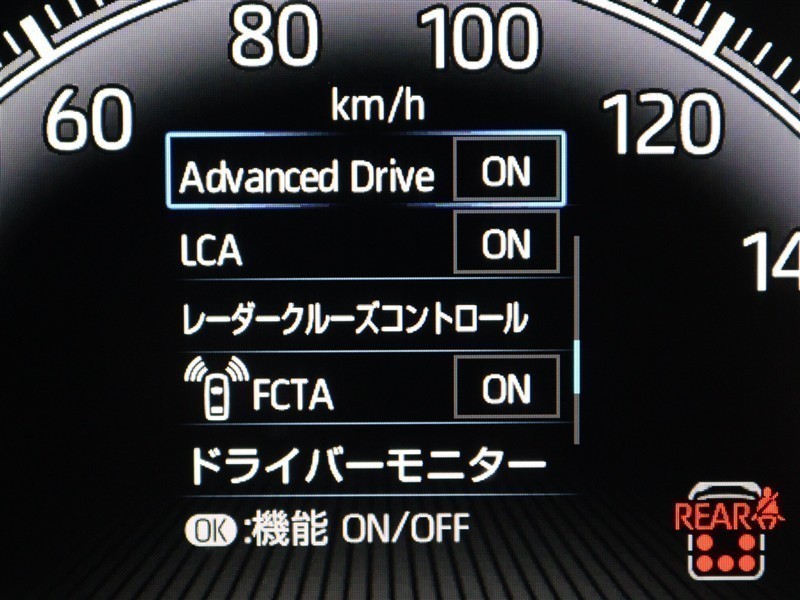 80 100
60 km/h 120
Advanced Drive ON
LCA ON
14
レーダークルーズコントロール
FCTA ON
ドライバーモニター
OK :機能 ON/OFF
REAR